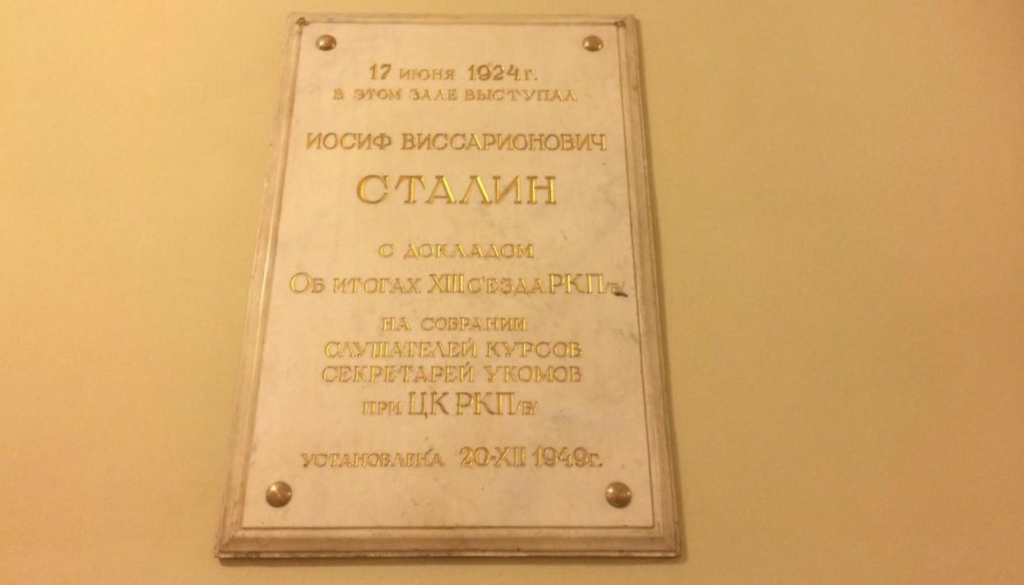 17 ИЮНЯ 1924 Г.
В ЭТОМ ЗАЛЕ ВЫСТУПАЛ
ИОСИФ ВИССАРИОНОВИЧ
СТАЛИН
С ДОКЛАДОМ
ОБ ИТОГАХ XIII С'ЕЗДА РКП/В/
НА СОБРАНИИ
СЛУШАТЕЛЕЙ КУРСОВ
СЕКРЕТАРЕЙ УКОМОВ
ПРИ ЦК РКП/Б/
УСТАНОВЛЕНА 20-XII 1949 Г.